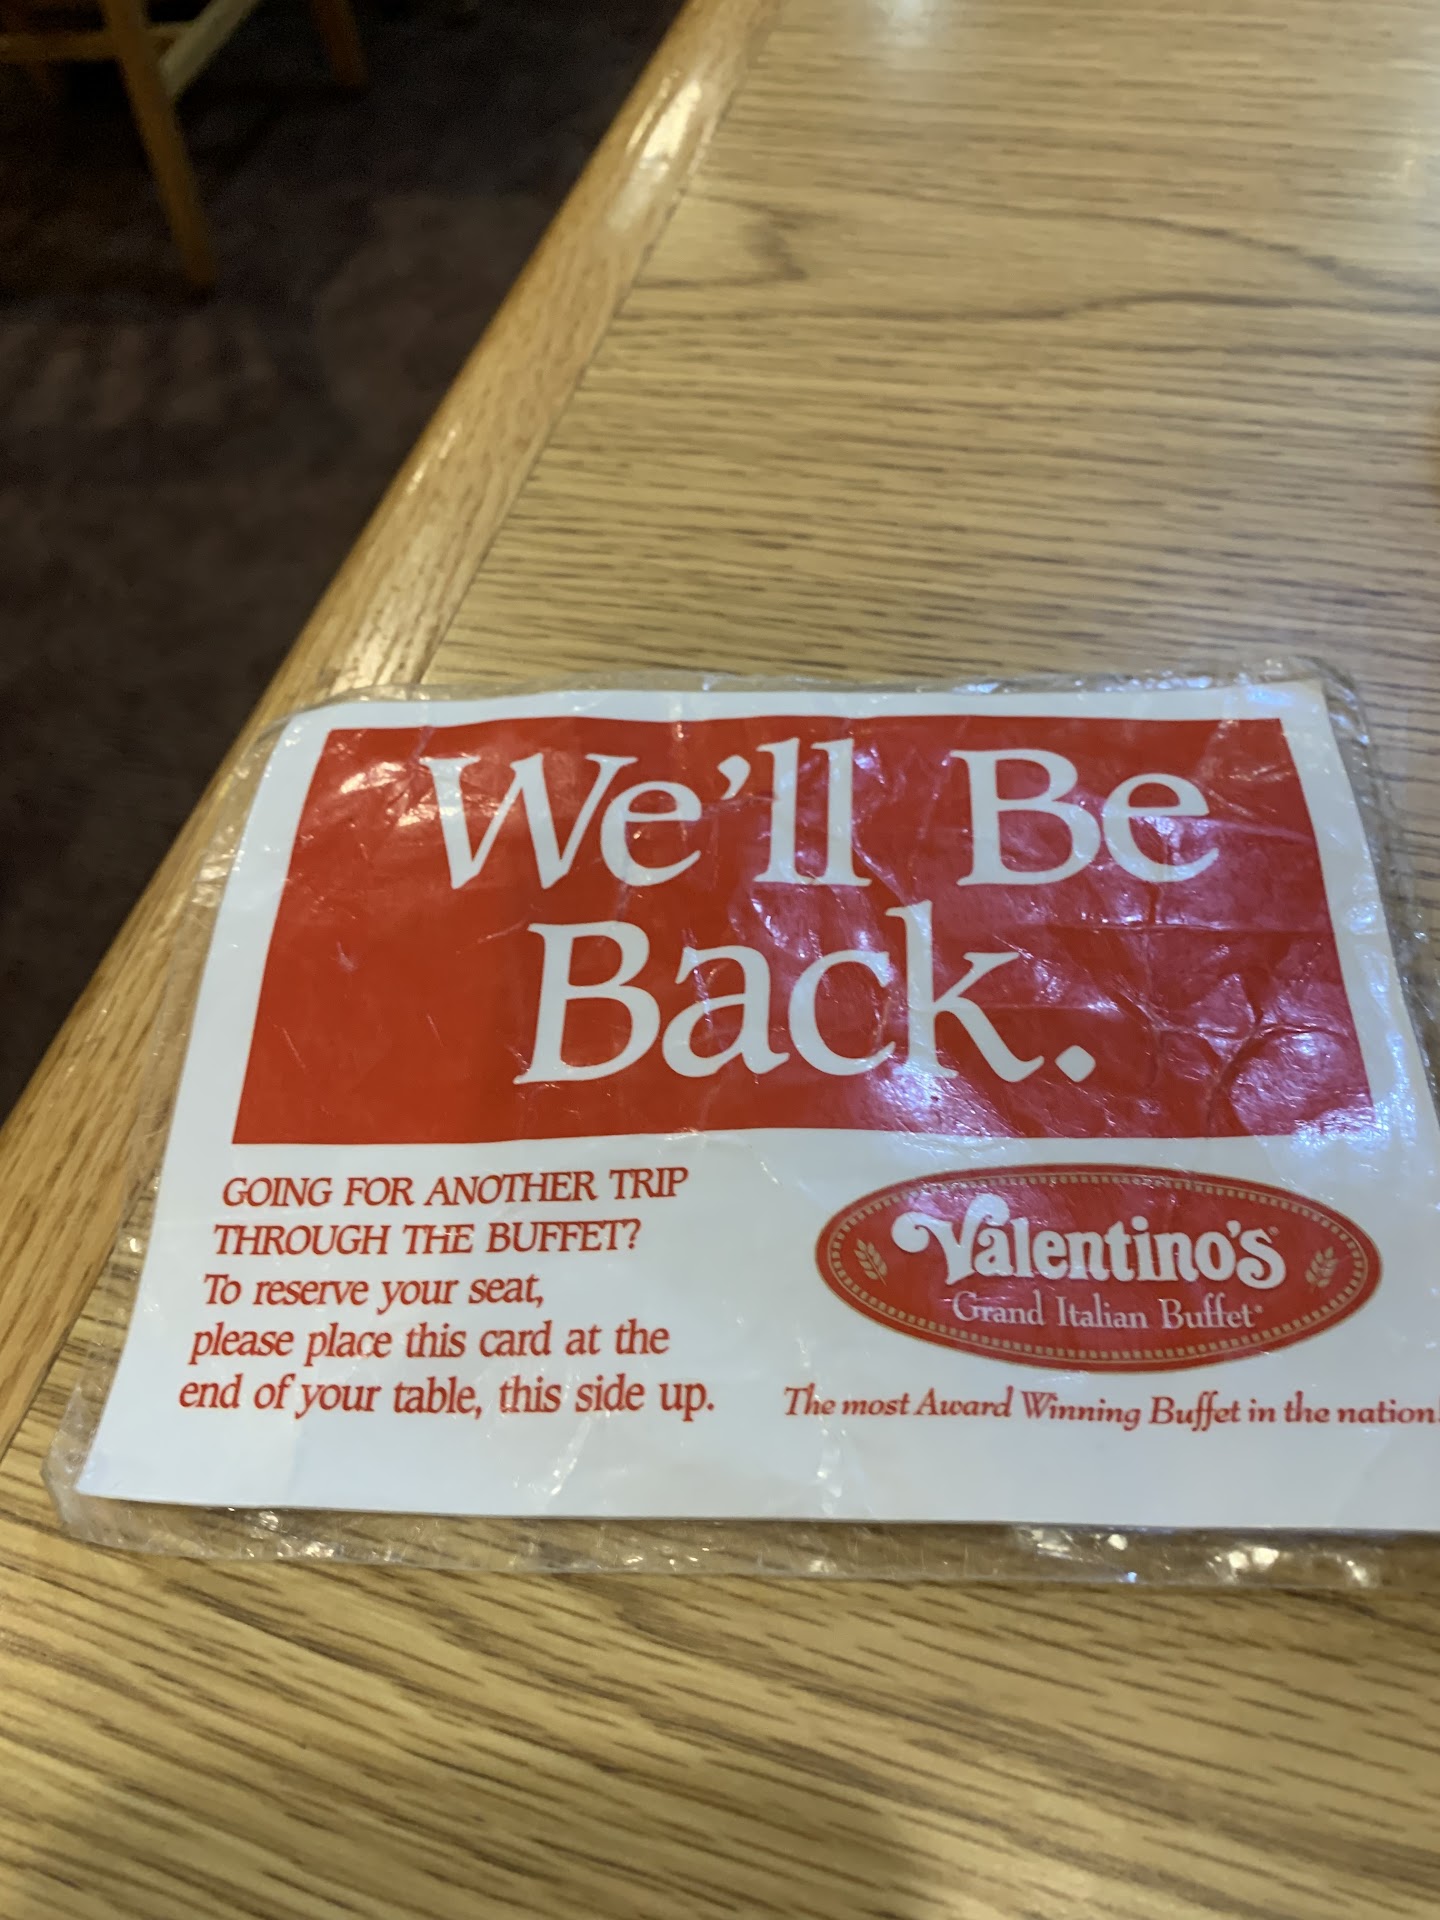 We'll Be
Back.
GOING FOR ANOTHER TRIP
THROUGH THE BUFFET?
To reserve your seat,
please place this card at the
end of your table, this side up.
Valentino's®
Grand Italian Buffet®
The most Award Winning Buffet in the nation!